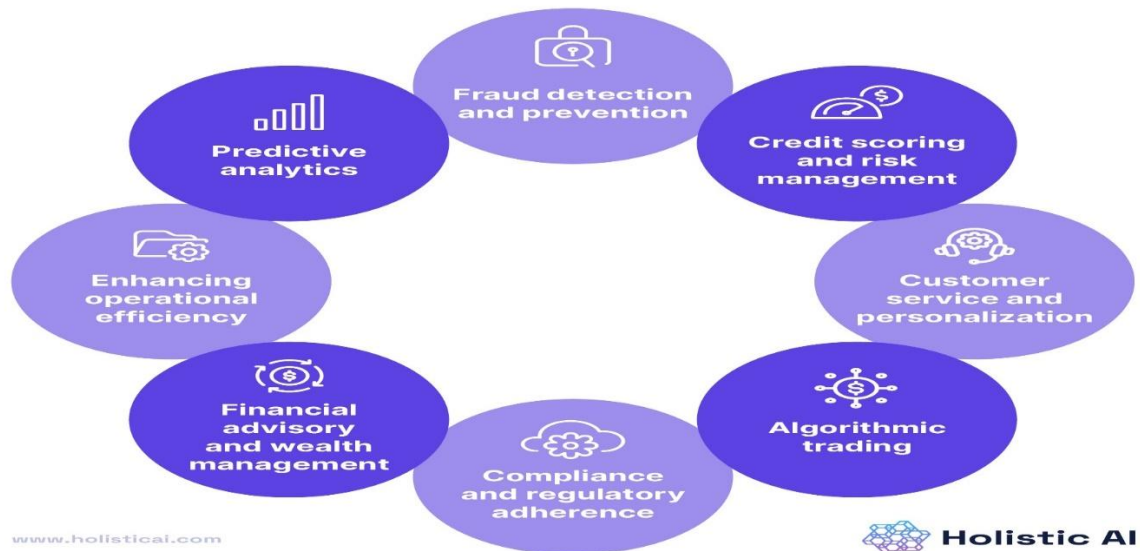 Fraud detection
and prevention
Credit scoring
and risk
management
Customer
service and
personalization
Algorithmic
trading
Compliance
and regulatory
adherence
Financial
advisory
and wealth
management
Enhancing
operational
efficiency
Predictive
analytics
www.holisticai.com
Holistic AI